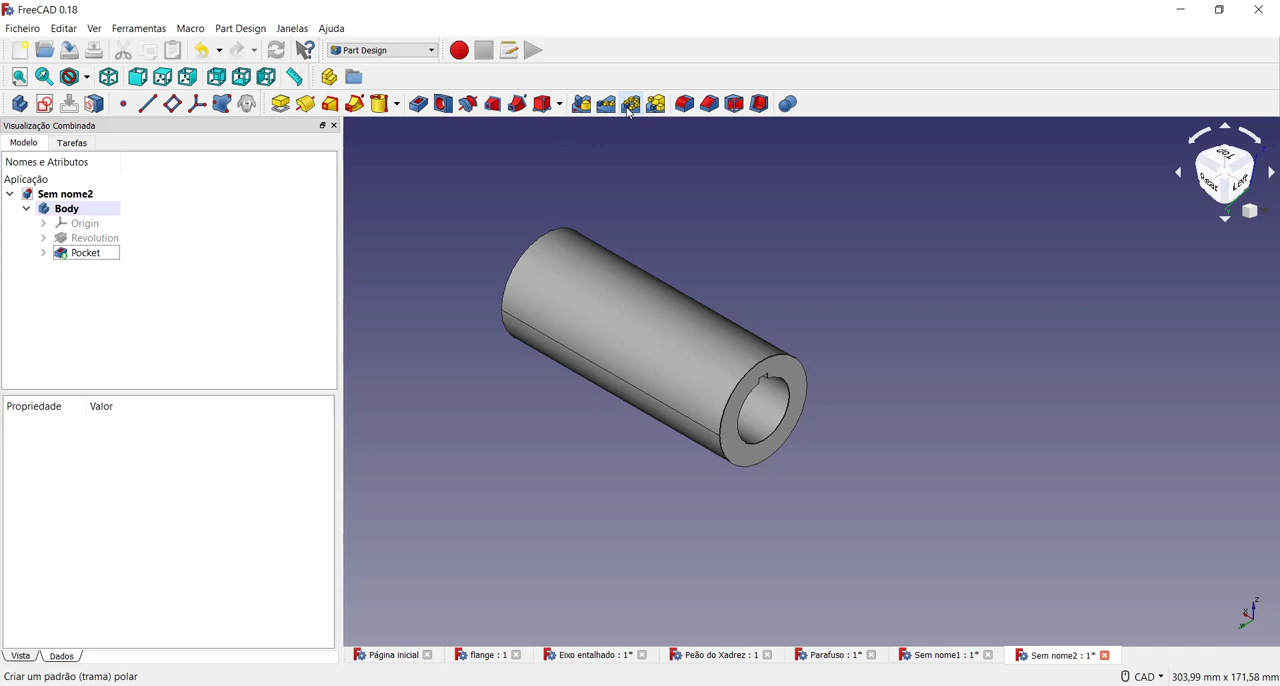 FreeCAD 0.18
Ficheiro Editar Ver Ferramentas Macro Part Design Janelas Ajuda
Part Design
Visualização Combinada
Modelo Tarefas
Nomes e Atributos
Aplicação
Sem nome2
Body
Origin
Revolution
Pocket
Top
Rear
Left
Propriedade Valor
Vista Dados
Página inicial flange : 1 Eixo entalhado : 1* Peão do Xadrez : 1 Parafuso : 1* Sem nome1 : 1* Sem nome2 : 1*
Criar um padrão (trama) polar
CAD 303,99 mm x 171,58 mm